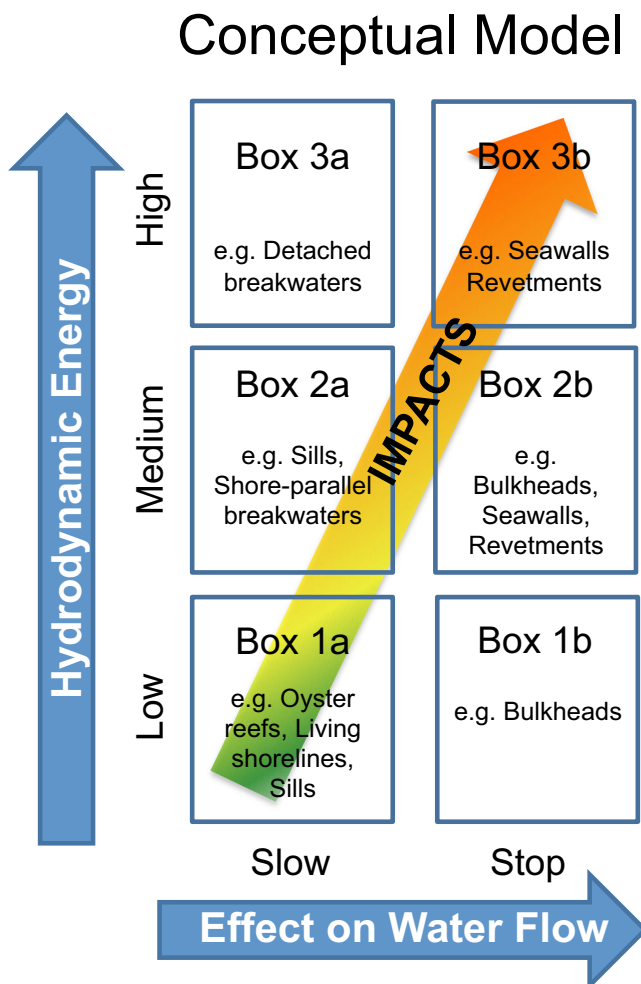 Conceptual Model
Hydrodynamic Energy
High
Box 3a
e.g. Detached
breakwaters
Box 3b
e.g. Seawalls
Revetments
IMPACTS
Medium
Box 2a
e.g. Sills,
Shore-parallel
breakwaters
Box 2b
e.g.
Bulkheads,
Seawalls,
Revetments
Low
Box 1a
e.g. Oyster
reefs, Living
shorelines,
Sills
Box 1b
e.g. Bulkheads
Slow
Stop
Effect on Water Flow